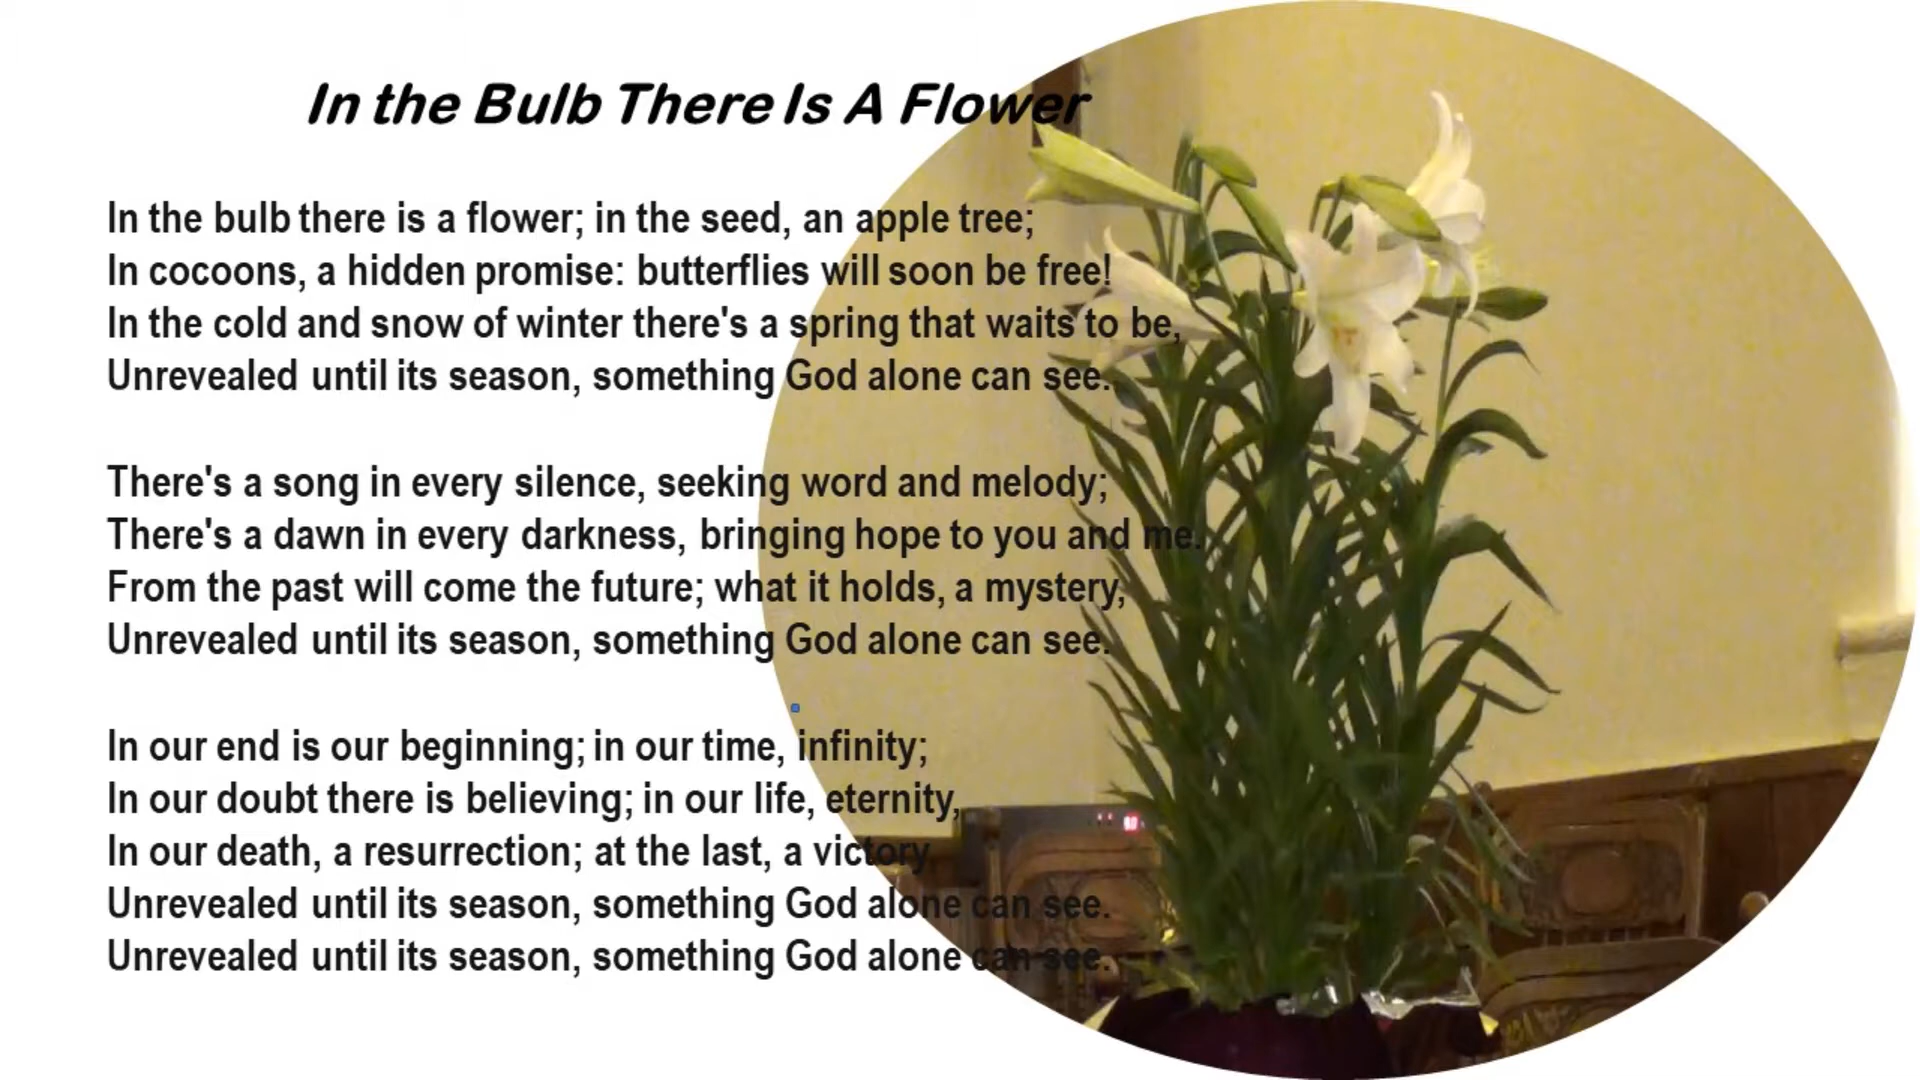 In the Bulb There Is A Flower
In the bulb there is a flower; in the seed, an apple tree;
In cocoons, a hidden promise: butterflies will soon be free!
In the cold and snow of winter there's a spring that waits to be,
Unrevealed until its season, something God alone can see.
There's a song in every silence, seeking word and melody;
There's a dawn in every darkness, bringing hope to you and me.
From the past will come the future; what it holds, a mystery,
Unrevealed until its season, something God alone can see.
In our end is our beginning; in our time, infinity;
In our doubt there is believing; in our life, eternity,
In our death, a resurrection; at the last, a victory
Unrevealed until its season, something God alone can see.
Unrevealed until its season, something God alone can see.